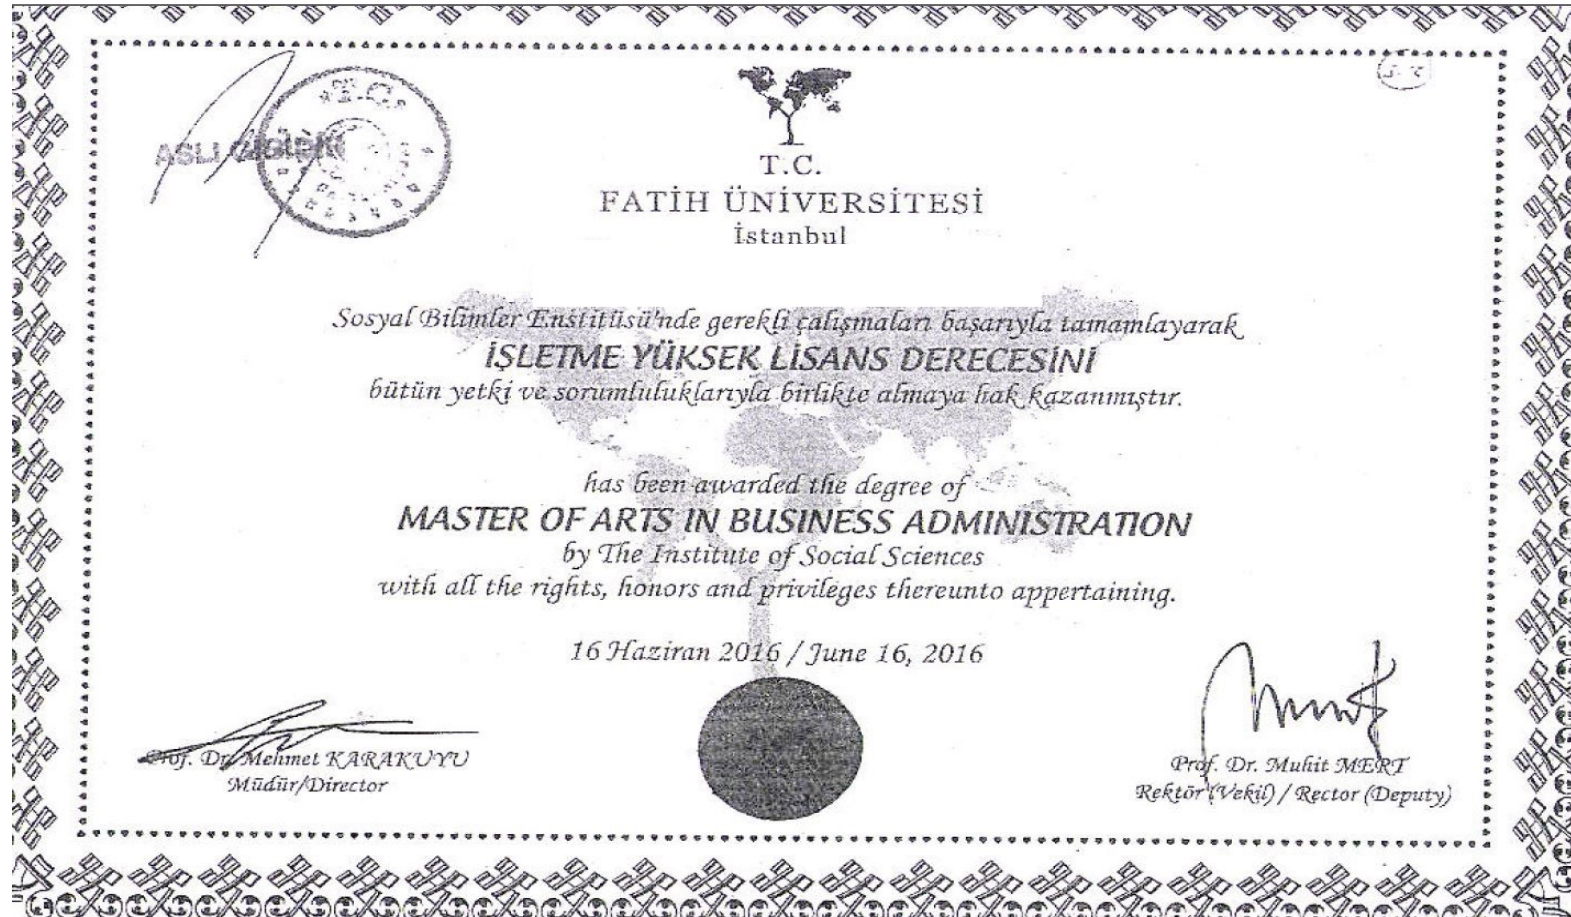 T.C.
ASLI GİBİDİR
T.C.
FATİH ÜNİVERSİTESİ
İstanbul
Sosyal Bilimler Enstitüsü'nde gerekli çalışmaları başarıyla tamamlayarak
İŞLETME YÜKSEK LİSANS DERECESİNİ
bütün yetki ve sorumluluklarıyla birlikte almaya hak kazanmıştır.
has been awarded the degree of
MASTER OF ARTS IN BUSINESS ADMINISTRATION
by The Institute of Social Sciences
with all the rights, honors and privileges thereunto appertaining.
16 Haziran 2016 / June 16, 2016
Prof. Dr. Mehmet KARAKUYU
Müdür/Director
Prof. Dr. Muhit MERT
Rektör (Vekil) / Rector (Deputy)